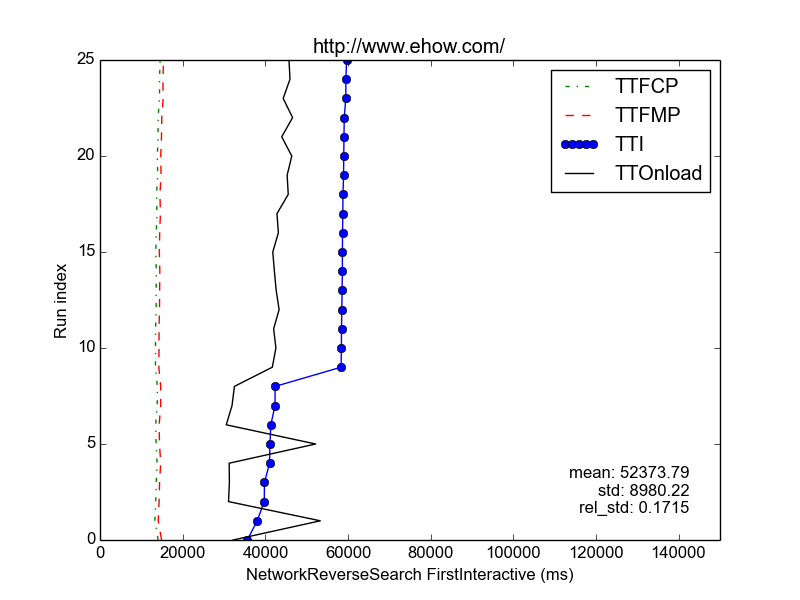 http://www.ehow.com/
25
20
15
10
5
0
Run index
TTFCP
TTFMP
TTI
TTOnload
mean: 52373.79
std: 8980.22
rel_std: 0.1715
0 20000 40000 60000 80000 100000 120000 140000
NetworkReverseSearch FirstInteractive (ms)